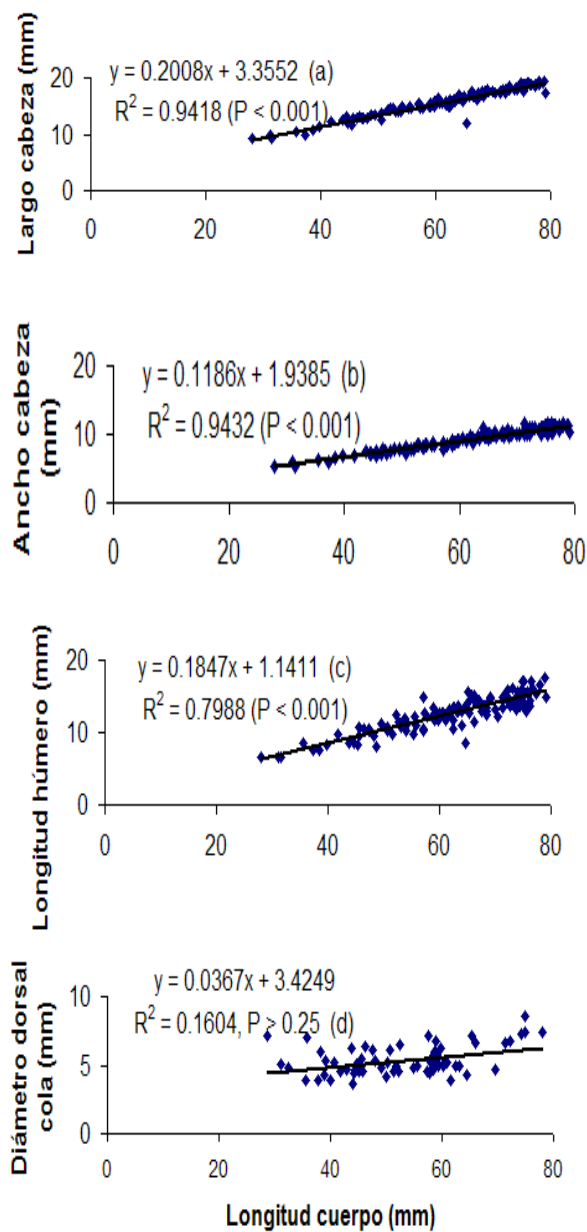 Largo cabeza (mm)
y = 0.2008x + 3.3552 (a)
R² = 0.9418 (P < 0.001)
20
10
0
0 20 40 60 80
Ancho cabeza
(mm)
y = 0.1186x + 1.9385 (b)
R² = 0.9432 (P < 0.001)
20
10
0
0 20 40 60 80
Longitud húmero (mm)
y = 0.1847x + 1.1411 (c)
R² = 0.7988 (P < 0.001)
20
10
0
0 20 40 60 80
Diámetro dorsal
cola (mm)
y = 0.0367x + 3.4249
R² = 0.1604, P > 0.25 (d)
10
5
0
0 20 40 60 80
Longitud cuerpo (mm)